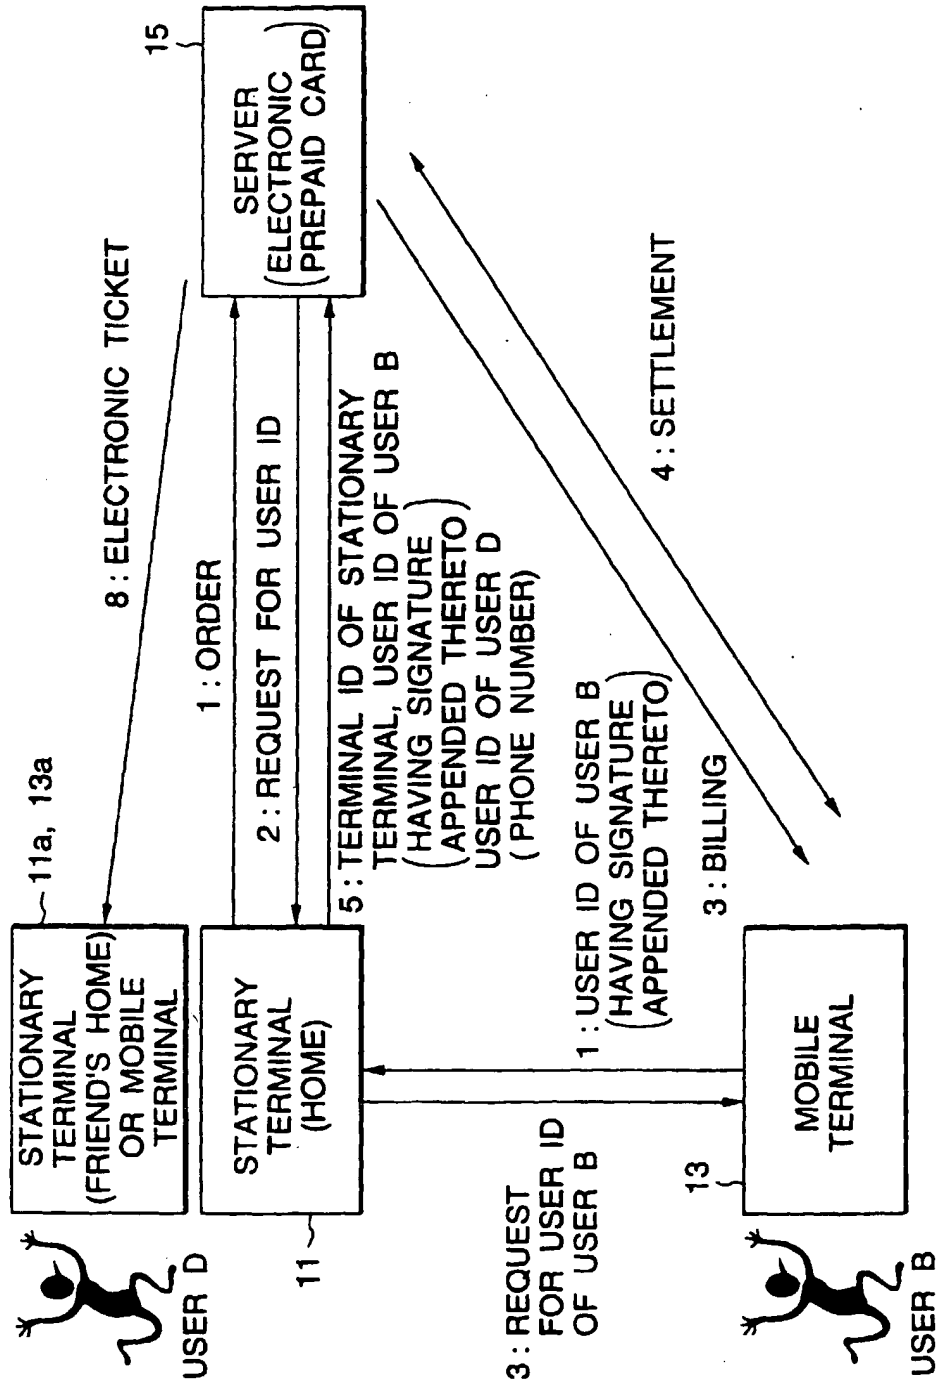 USER D
STATIONARY
TERMINAL
(FRIEND'S HOME)
OR MOBILE
TERMINAL
11a, 13a
8 : ELECTRONIC TICKET
15
SERVER
(ELECTRONIC
PREPAID CARD)
11
STATIONARY
TERMINAL
(HOME)
1 : ORDER
2 : REQUEST FOR USER ID
5 : TERMINAL ID OF STATIONARY
TERMINAL, USER ID OF USER B
(HAVING SIGNATURE
APPENDED THERETO)
USER ID OF USER D
(PHONE NUMBER)
3 : REQUEST
FOR USER ID
OF USER B
1 : USER ID OF USER B
(HAVING SIGNATURE
APPENDED THERETO)
3 : BILLING
4 : SETTLEMENT
USER B
13
MOBILE
TERMINAL